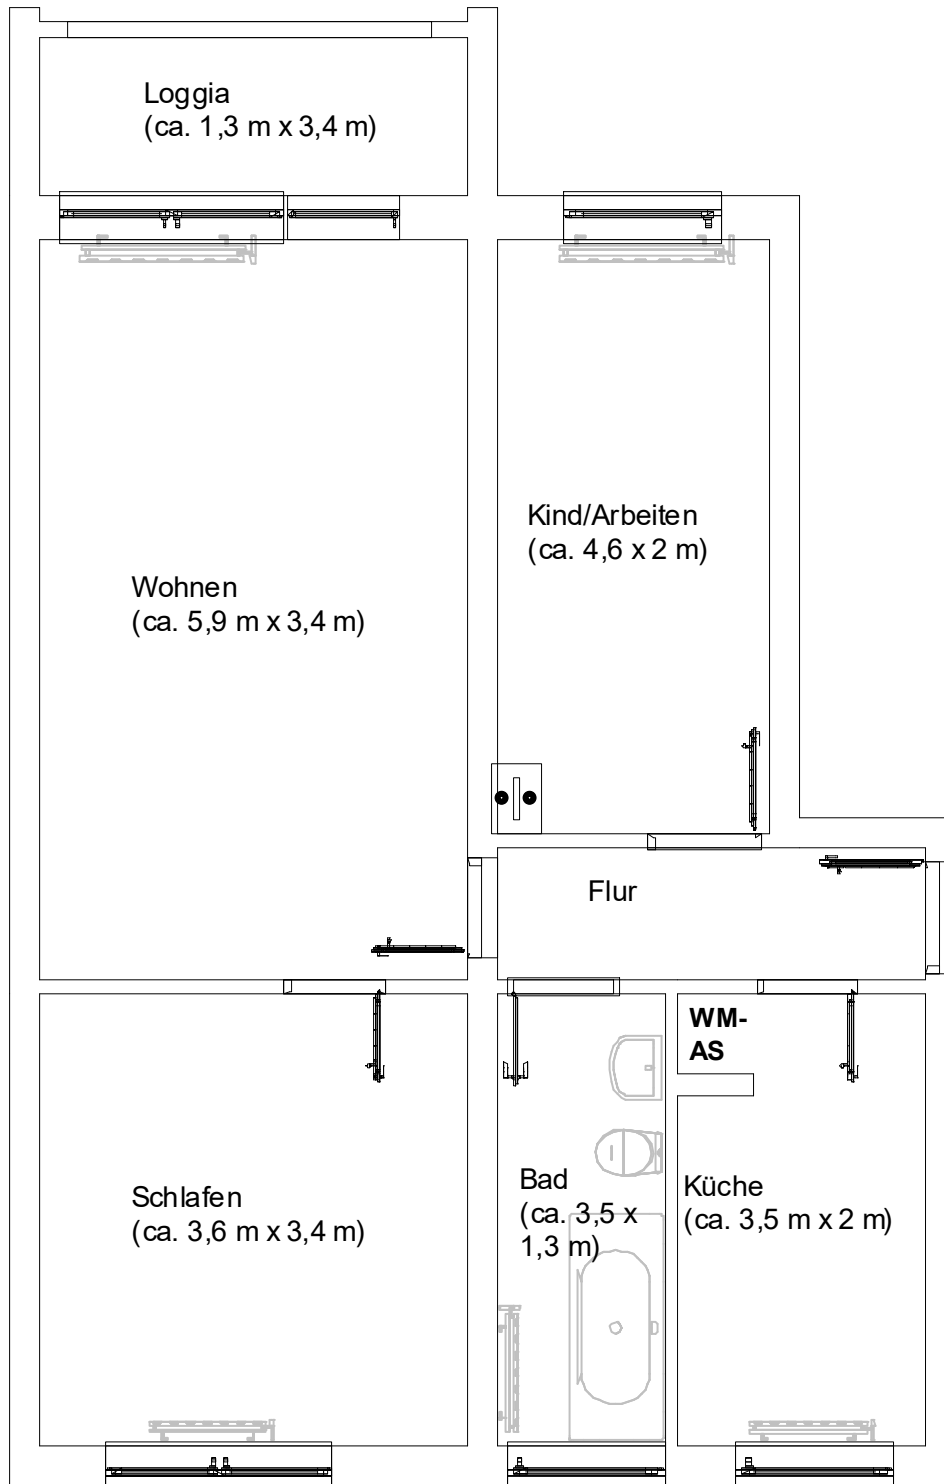 Loggia
(ca. 1,3 m x 3,4 m)
Kind/Arbeiten
(ca. 4,6 x 2 m)
Wohnen
(ca. 5,9 m x 3,4 m)
Flur
WM-
AS
Schlafen
(ca. 3,6 m x 3,4 m)
Bad
(ca. 3,5 x
1,3 m)
Küche
(ca. 3,5 m x 2 m)